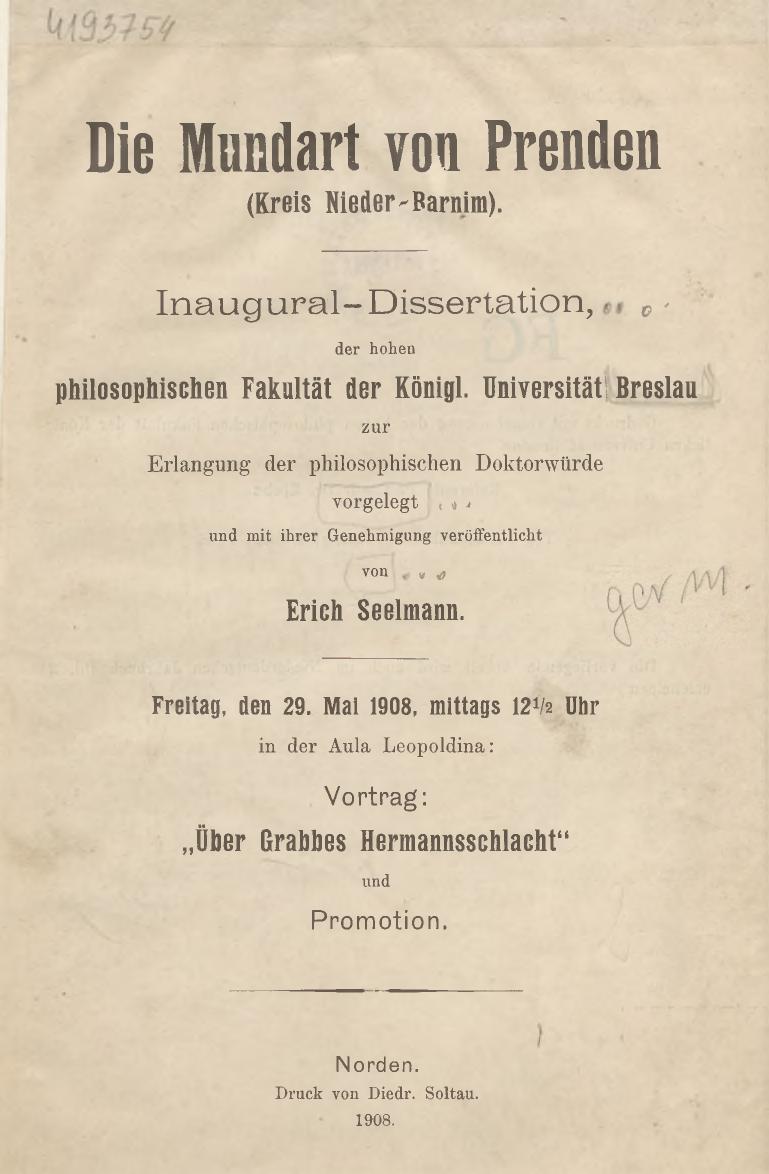 4193754
Die Mundart von Prenden
(Kreis Nieder-Barnim).
Inaugural-Dissertation,
der hohen
philosophischen Fakultät der Königl. Universität Breslau
zur
Erlangung der philosophischen Doktorwürde
vorgelegt
und mit ihrer Genehmigung veröffentlicht
von
Erich Seelmann.
germ.
Freitag, den 29. Mai 1908, mittags 12 1/2 Uhr
in der Aula Leopoldina:
Vortrag:
„Über Grabbes Hermannsschlacht“
und
Promotion.
Norden.
Druck von Diedr. Soltau.
1908.